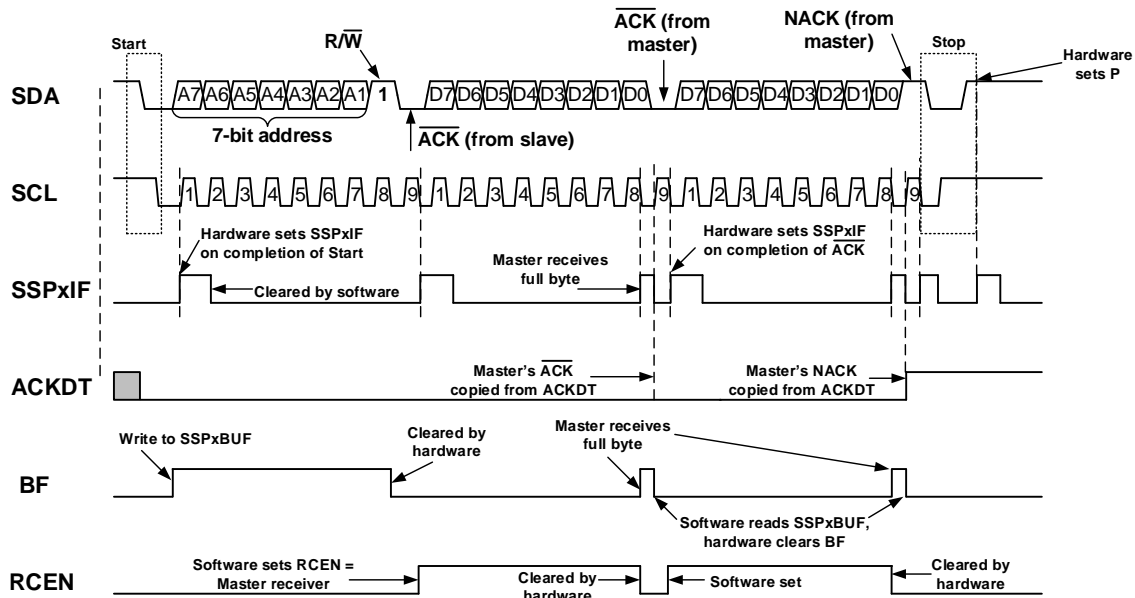 Start
R/W
ACK (from
master)
NACK (from
master)
Stop
Hardware
sets P
SDA
A7 A6 A5 A4 A3 A2 A1 1 D7 D6 D5 D4 D3 D2 D1 D0 D7 D6 D5 D4 D3 D2 D1 D0
7-bit address
ACK (from slave)
SCL
1 2 3 4 5 6 7 8 9 1 2 3 4 5 6 7 8 9 1 2 3 4 5 6 7 8 9
Hardware sets SSPxIF
on completion of Start
Hardware sets SSPxIF
on completion of ACK
Master receives
full byte
SSPxIF
Cleared by software
ACKDT
Master's ACK
copied from ACKDT
Master's NACK
copied from ACKDT
Write to SSPxBUF
Cleared by
hardware
Master receives
full byte
BF
Software reads SSPxBUF,
hardware clears BF
RCEN
Software sets RCEN =
Master receiver
Cleared by
hardware
Software set
Cleared by
hardware